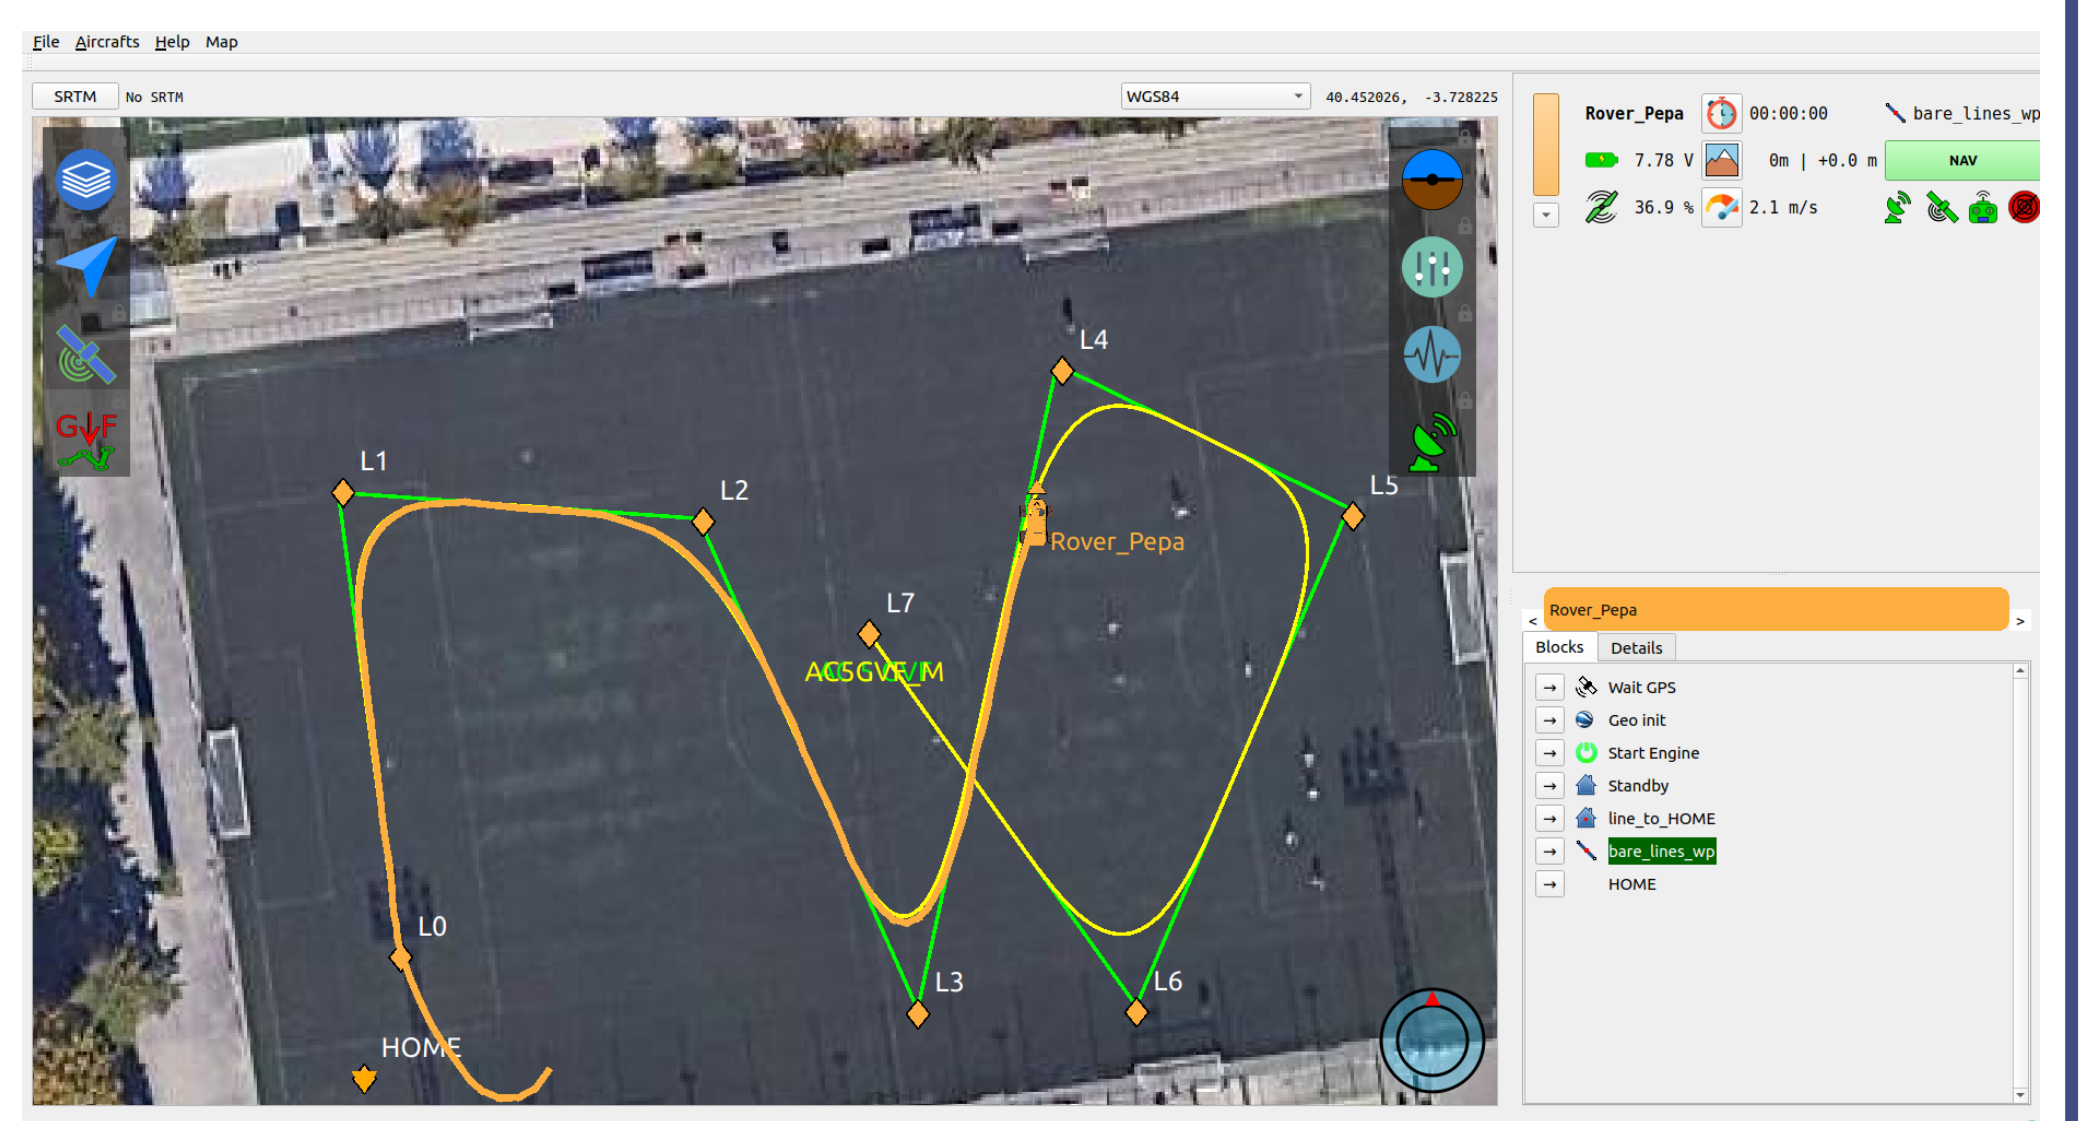 File Aircrafts Help Map
SRTM No SRTM WGS84 40.452026, -3.728225
Rover_Pepa 00:00:00 bare_lines_wp
7.78 V 0m | +0.0 m NAV
36.9 % 2.1 m/s
GVF
L4
L1
L2
L5
Rover_Pepa
L7
L0
L3
L6
HOME
Rover_Pepa
< >
Blocks Details
→ Wait GPS
→ Geo init
→ Start Engine
→ Standby
→ line_to_HOME
→ bare_lines_wp
→ HOME